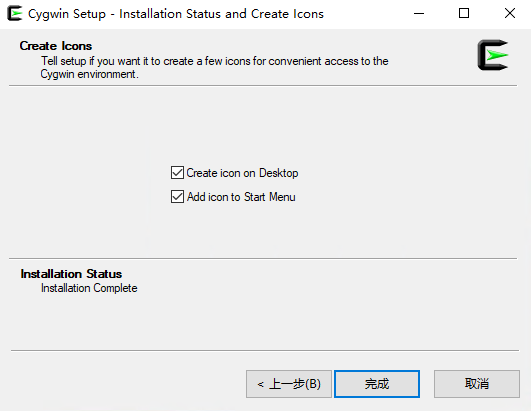 Cygwin Setup - Installation Status and Create Icons
Create Icons
Tell setup if you want it to create a few icons for convenient access to the
Cygwin environment.
Create icon on Desktop
Add icon to Start Menu
Installation Status
Installation Complete
< 上一步(B)
完成
取消